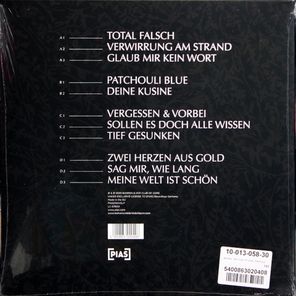 A1 TOTAL FALSCH
A2 VERWIRRUNG AM STRAND
A3 GLAUB MIR KEIN WORT
B1 PATCHOULI BLUE
B2 DEINE KUSINE
C1 VERGESSEN & VORBEI
C2 SOLLEN ES DOCH ALLE WISSEN
C3 TIEF GESUNKEN
D1 ZWEI HERZEN AUS GOLD
D2 SAG MIR, WIE LANG
D3 MEINE WELT IST SCHÖN
[PIAS]
10-013-058-30
5400863020408